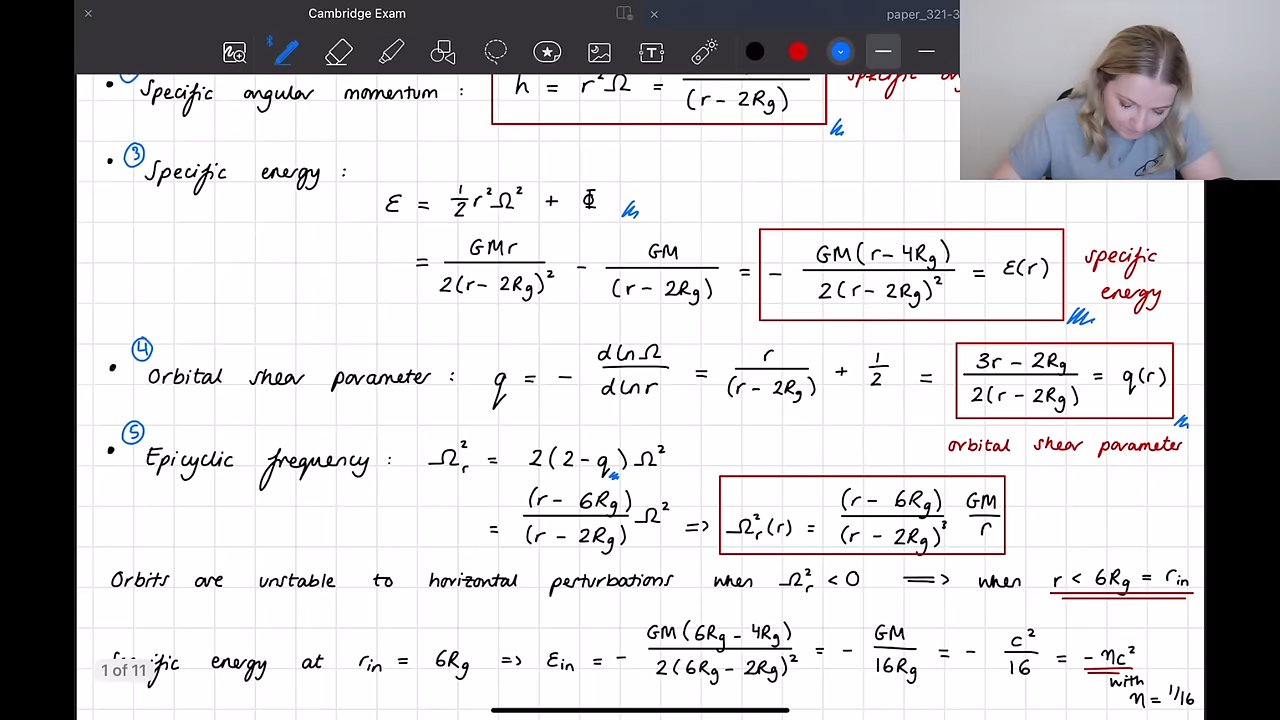 Cambridge Exam
paper_321-3
• Specific angular momentum : h = r²Ω = (r - 2Rg)
• ③ Specific energy :
ε = ½r²Ω² + Φ
= GMr / 2(r - 2Rg)² - GM / (r - 2Rg) = - GM(r - 4Rg) / 2(r - 2Rg)² = ε(r) specific energy
• ④ Orbital shear parameter : q = - dlnΩ / dlnr = r / (r - 2Rg) + 1/2 = 3r - 2Rg / 2(r - 2Rg) = q(r)
orbital shear parameter
• ⑤ Epicyclic frequency : Ωr² = 2(2-q)Ω²
= (r - 6Rg) / (r - 2Rg) Ω² => Ωr²(r) = (r - 6Rg) / (r - 2Rg)³ GM / r
Orbits are unstable to horizontal perturbations when Ωr² < 0 => when r < 6Rg = rin
energy at rin = 6Rg => εin = - GM(6Rg - 4Rg) / 2(6Rg - 2Rg)² = - GM / 16Rg = - c² / 16 = - ηc²
with
η = 1/16
1 of 11